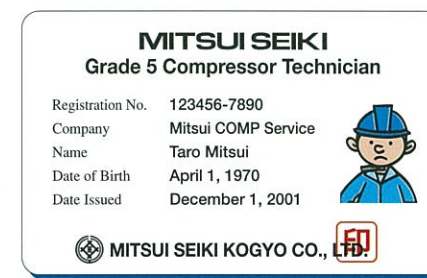 MITSUI SEIKI
Grade 5 Compressor Technician
Registration No. 123456-7890
Company Mitsui COMP Service
Name Taro Mitsui
Date of Birth April 1, 1970
Date Issued December 1, 2001
MITSUI SEIKI KOGYO CO., LTD.
印